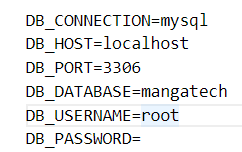 DB_CONNECTION=mysql
DB_HOST=localhost
DB_PORT=3306
DB_DATABASE=mangatech
DB_USERNAME=root
DB_PASSWORD=